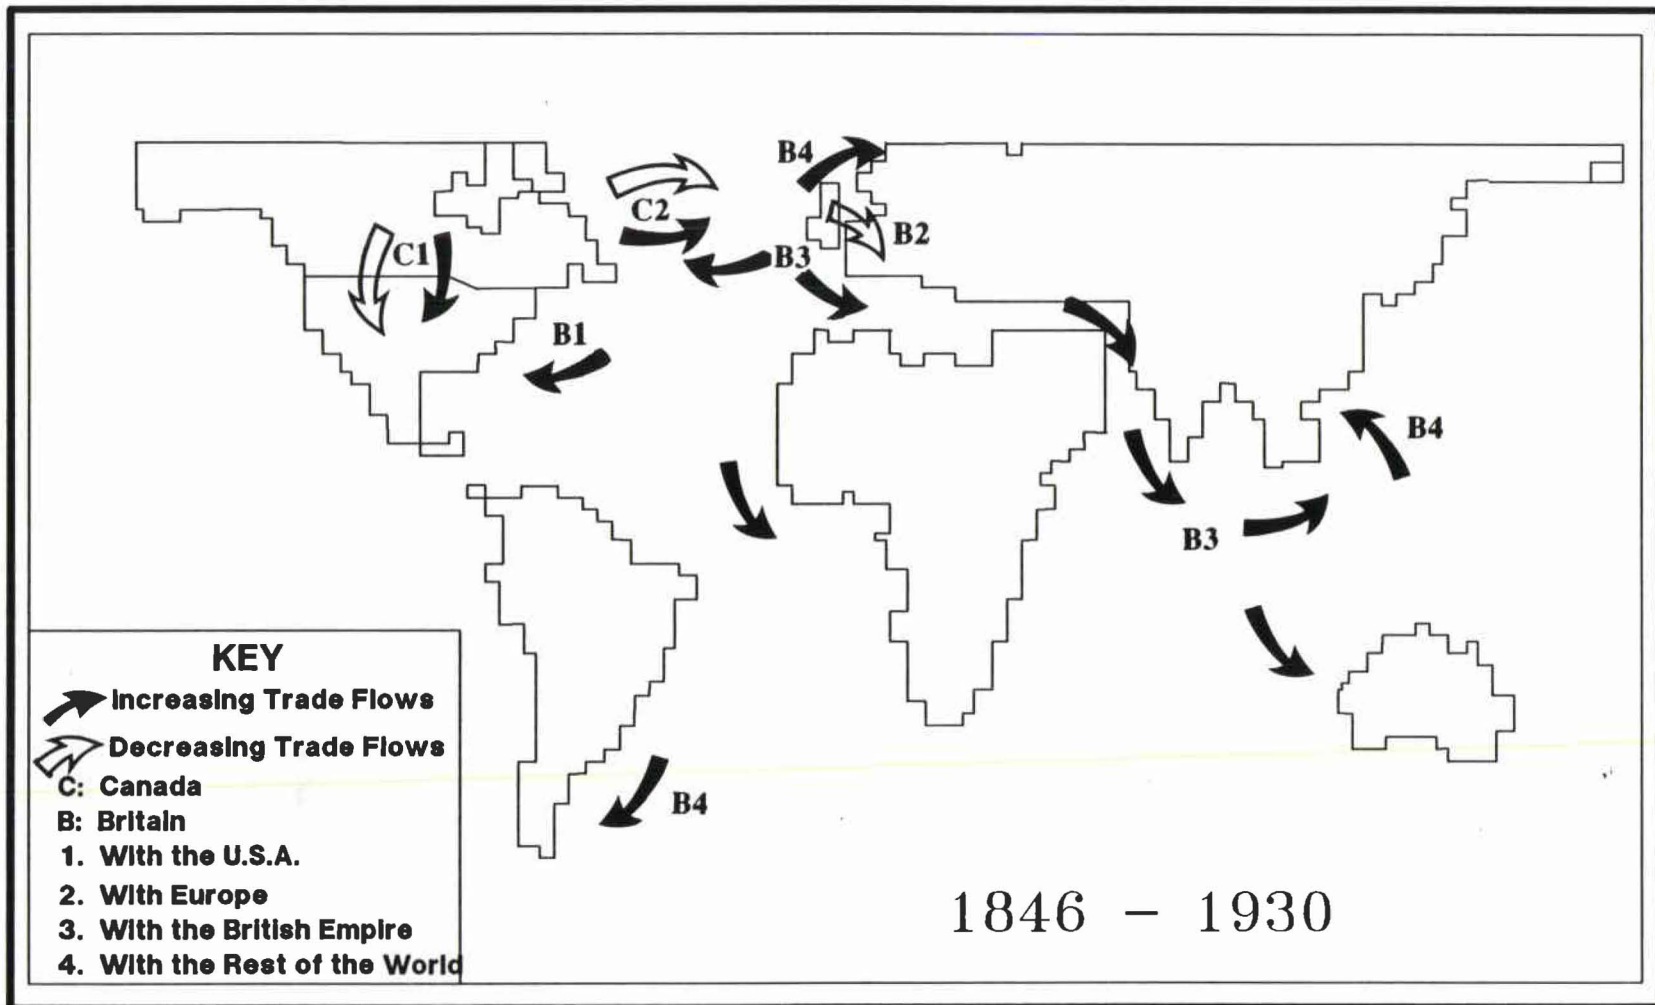 B4
C2
B2
C1
B3
B1
B4
B3
B4
KEY
Increasing Trade Flows
Decreasing Trade Flows
C: Canada
B: Britain
1. With the U.S.A.
2. With Europe
3. With the British Empire
4. With the Rest of the World
1846 – 1930